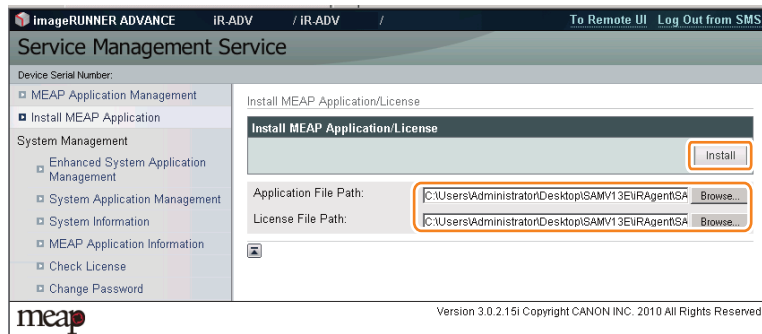 imageRUNNER ADVANCE iR-ADV / iR-ADV / To Remote UI Log Out from SMS
Service Management Service
Device Serial Number:
MEAP Application Management
Install MEAP Application
System Management
Enhanced System Application
Management
System Application Management
System Information
MEAP Application Information
Check License
Change Password
Install MEAP Application/License
Install MEAP Application/License
Install
Application File Path: C:\Users\Administrator\Desktop\SAMV13E\iRAgent\SA Browse...
License File Path: C:\Users\Administrator\Desktop\SAMV13E\iRAgent\SA Browse...
meap
Version 3.0.2.15i Copyright CANON INC. 2010 All Rights Reserved